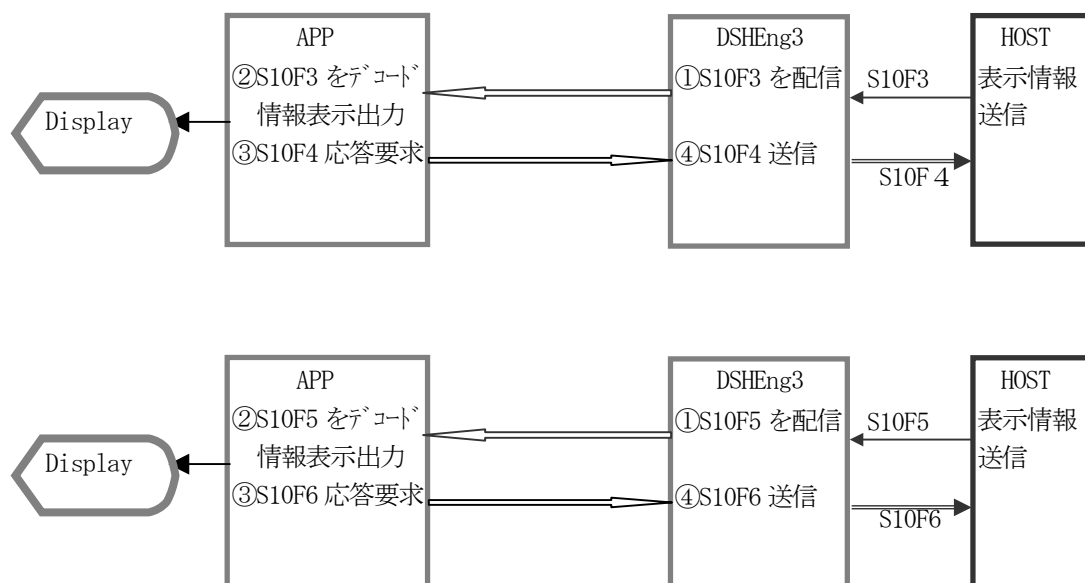 APP
DSHEng3
HOST
②S10F3 をﾃﾞｺｰﾄﾞ
①S10F3 を配信
S10F3
表示情報
Display
情報表示出力
送信
③S10F4 応答要求
④S10F4 送信
S10F４
APP
DSHEng3
HOST
②S10F5 をﾃﾞｺｰﾄﾞ
①S10F5 を配信
S10F5
表示情報
Display
情報表示出力
送信
③S10F6 応答要求
④S10F6 送信
S10F6